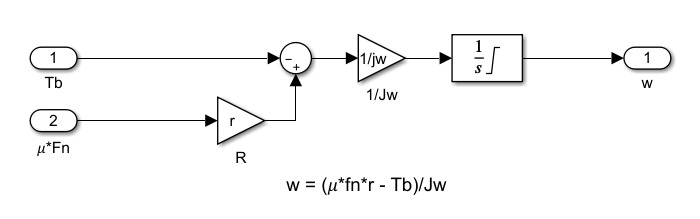 1
Tb
2
μ*Fn
r
R
− +
1/jw
1/Jw
1/s ∫
1
w
w = (μ*fn*r - Tb)/Jw